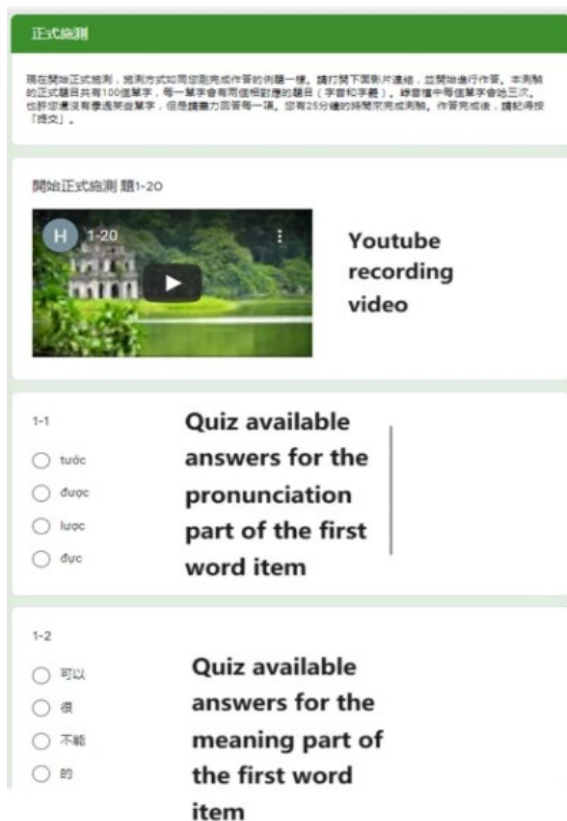 正式施測
現在開始正式施測，施測方式如同您剛完成作答的例題一樣。請打開下面影片連結，並開始進行作答。本測驗
的正式題目共有100個單字，每一單字會有兩個相對應的題目（字音和字義）。錄音檔中每個單字會唸三次。
也許您還沒有學過某些單字，但是請盡力回答每一項。您有25分鐘的時間來完成測驗。作答完成後，請記得按
「提交」。
開始正式施測 題1-20
H 1-20
Youtube
recording
video
1-1
tước
được
lược
đực
Quiz available
answers for the
pronunciation
part of the first
word item
1-2
可以
很
不能
的
Quiz available
answers for the
meaning part of
the first word
item